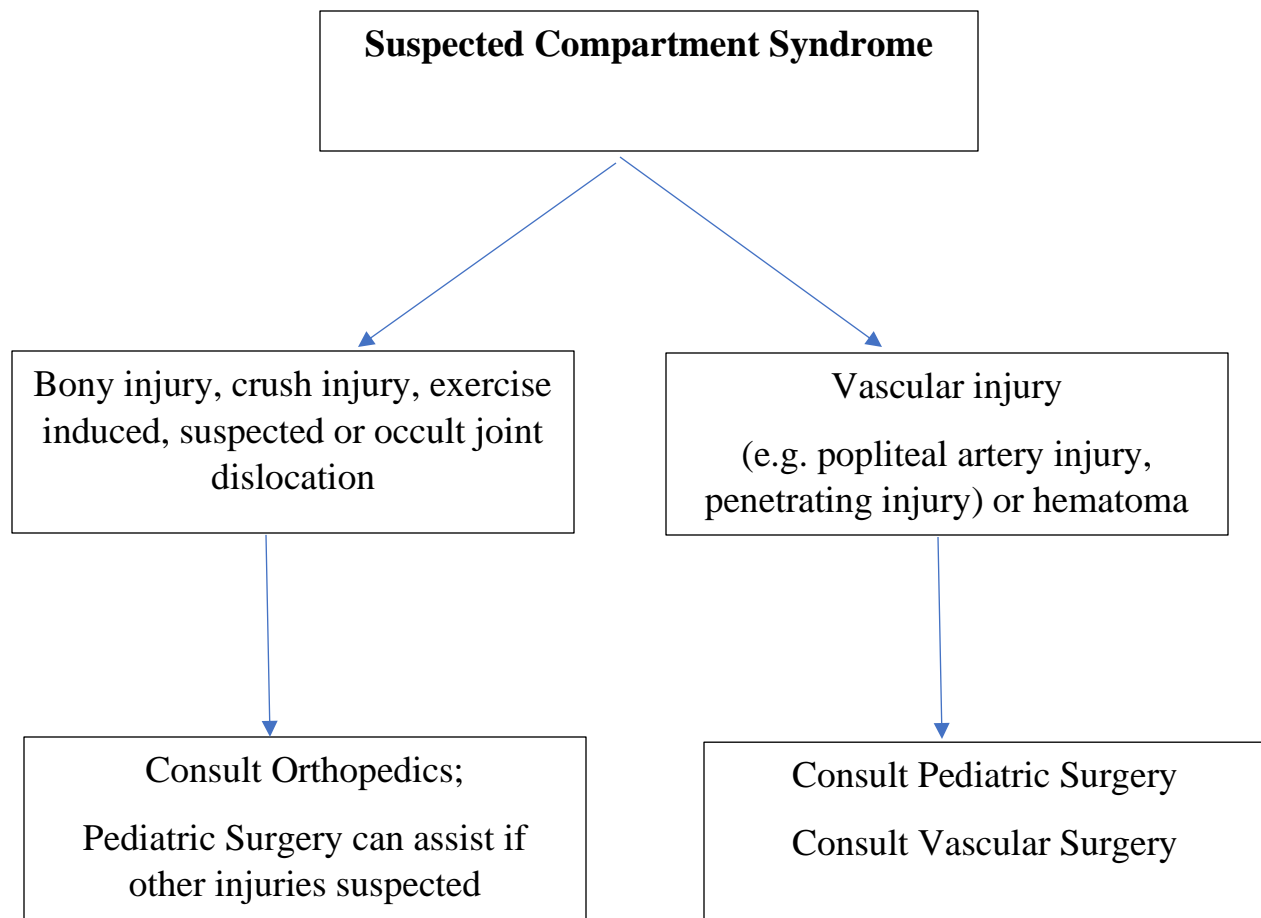 Suspected Compartment Syndrome
Bony injury, crush injury, exercise
induced, suspected or occult joint
dislocation
Vascular injury
(e.g. popliteal artery injury,
penetrating injury) or hematoma
Consult Orthopedics;
Pediatric Surgery can assist if
other injuries suspected
Consult Pediatric Surgery
Consult Vascular Surgery